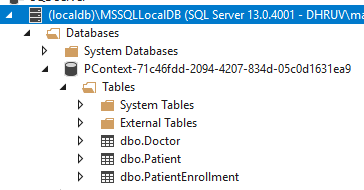 (localdb)\MSSQLLocalDB (SQL Server 13.0.4001 - DHRUV\ma
Databases
System Databases
PContext-71c46fdd-2094-4207-834d-05c0d1631ea9
Tables
System Tables
External Tables
dbo.Doctor
dbo.Patient
dbo.PatientEnrollment